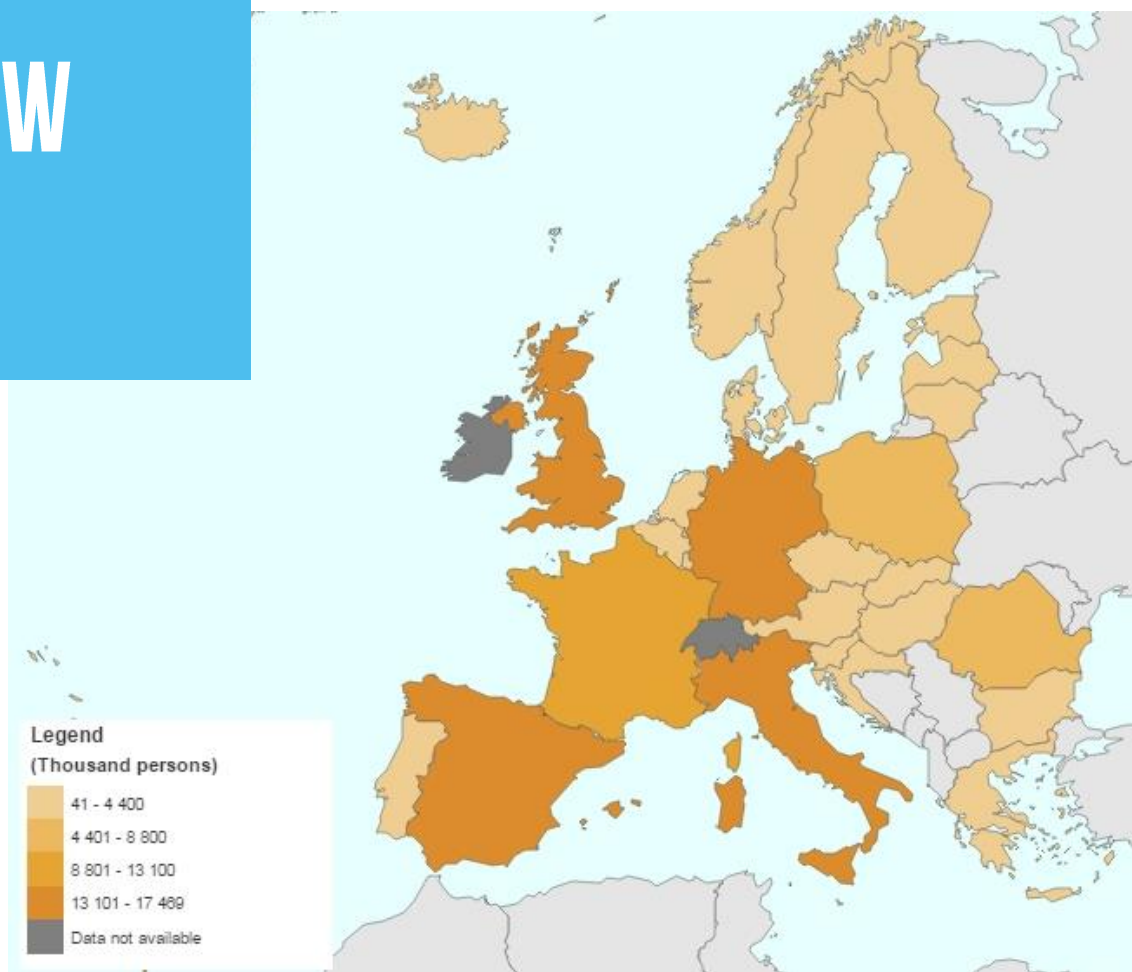 W
Legend
(Thousand persons)
41 - 4 400
4 401 - 8 800
8 801 - 13 100
13 101 - 17 469
Data not available